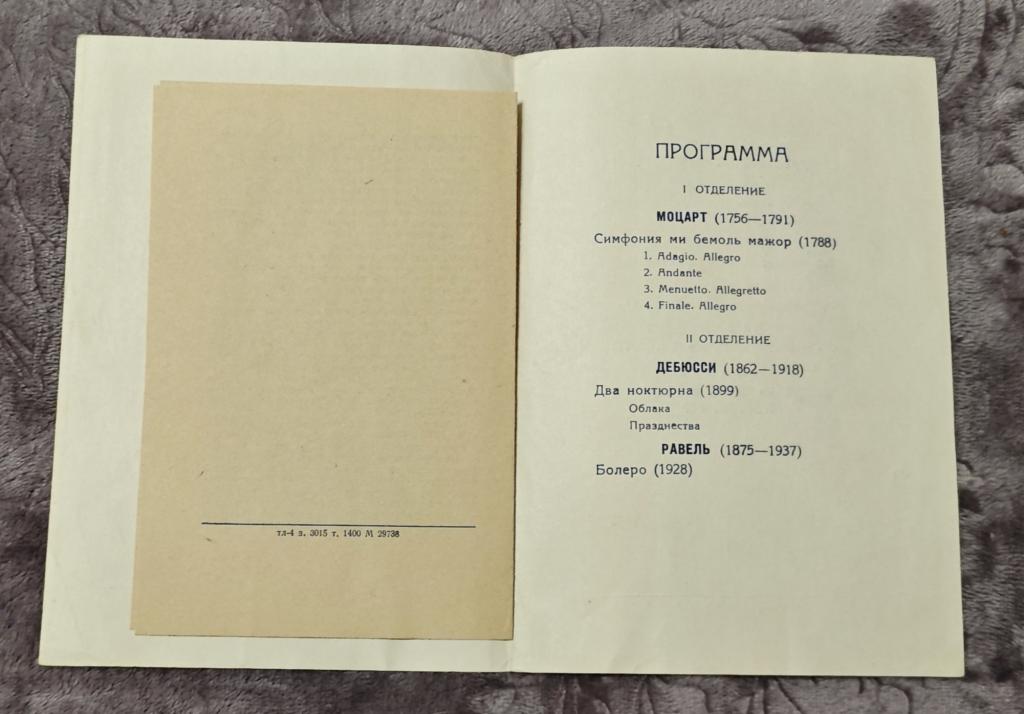 тл-4 з. 3015 т. 1400 М 29738
ПРОГРАММА
I ОТДЕЛЕНИЕ
МОЦАРТ (1756—1791)
Симфония ми бемоль мажор (1788)
1. Adagio. Allegro
2. Andante
3. Menuetto. Allegretto
4. Finale. Allegro
II ОТДЕЛЕНИЕ
ДЕБЮССИ (1862—1918)
Два ноктюрна (1899)
Облака
Празднества
РАВЕЛЬ (1875—1937)
Болеро (1928)